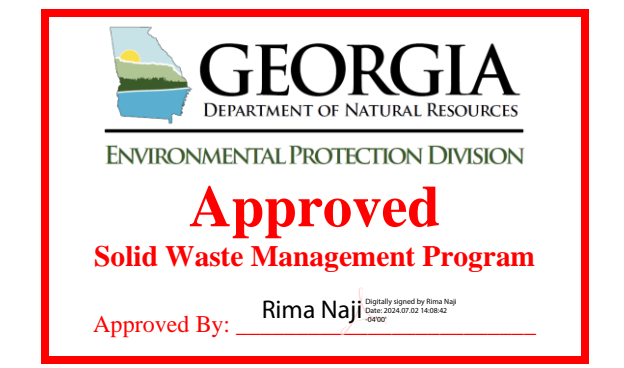 GEORGIA
DEPARTMENT OF NATURAL RESOURCES
ENVIRONMENTAL PROTECTION DIVISION
Approved
Solid Waste Management Program
Approved By: Rima Naji
Digitally signed by Rima Naji
Date: 2024.07.02 14:08:42
-04'00'